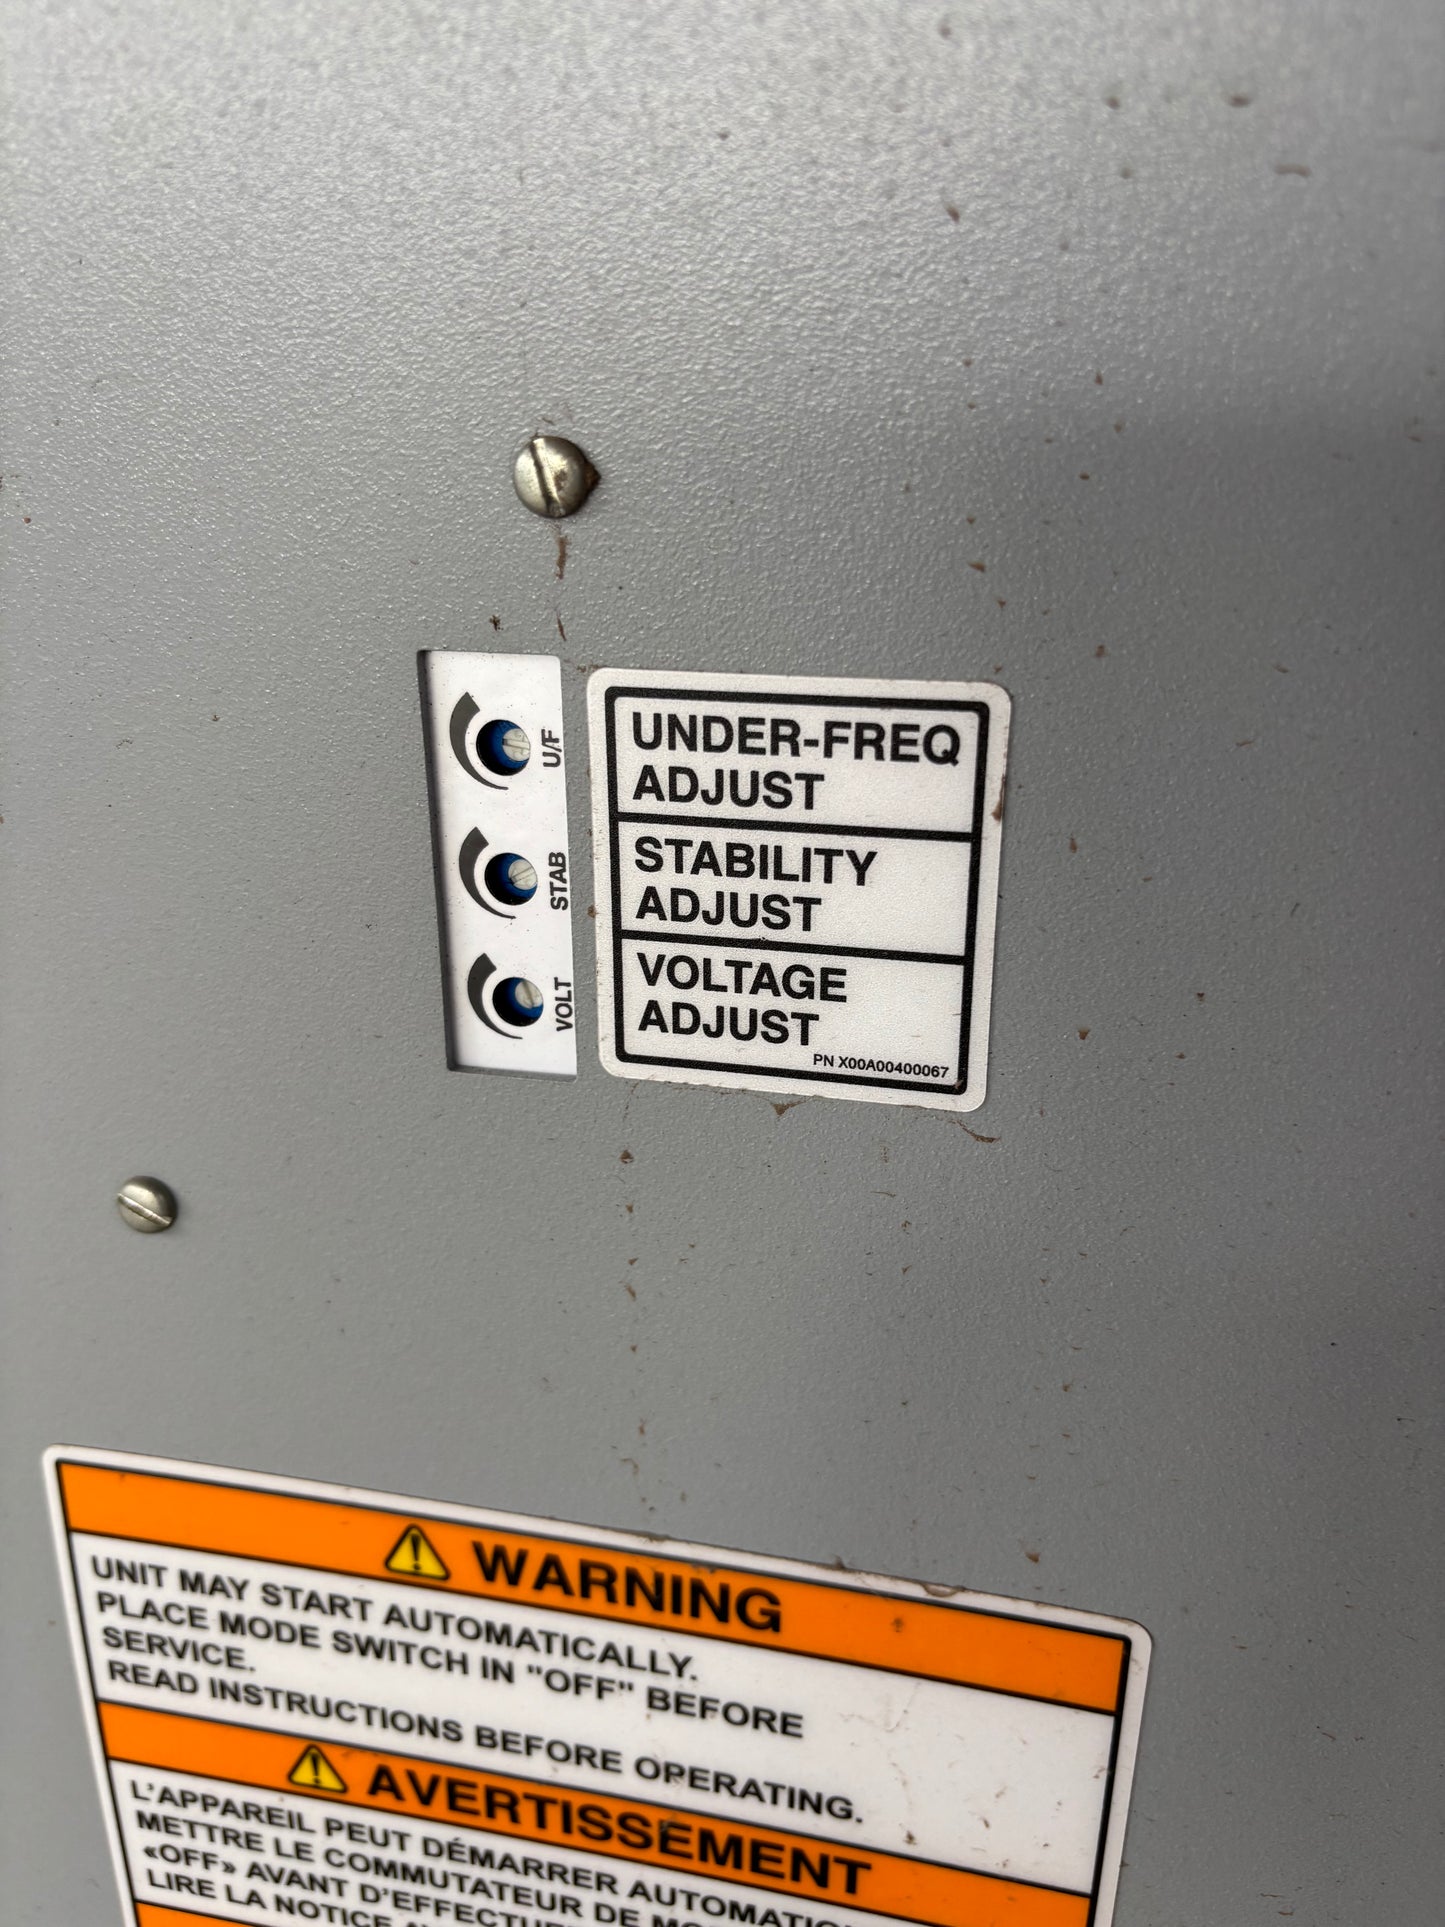 U/F
STAB
VOLT
UNDER-FREQ
ADJUST
STABILITY
ADJUST
VOLTAGE
ADJUST
PN X00A00400067
WARNING
UNIT MAY START AUTOMATICALLY.
PLACE MODE SWITCH IN "OFF" BEFORE
SERVICE.
READ INSTRUCTIONS BEFORE OPERATING.
AVERTISSEMENT
L'APPAREIL PEUT DÉMARRER
METTRE LE COMMUTATEUR DE
«OFF» AVANT
LIRE LA NOTICE